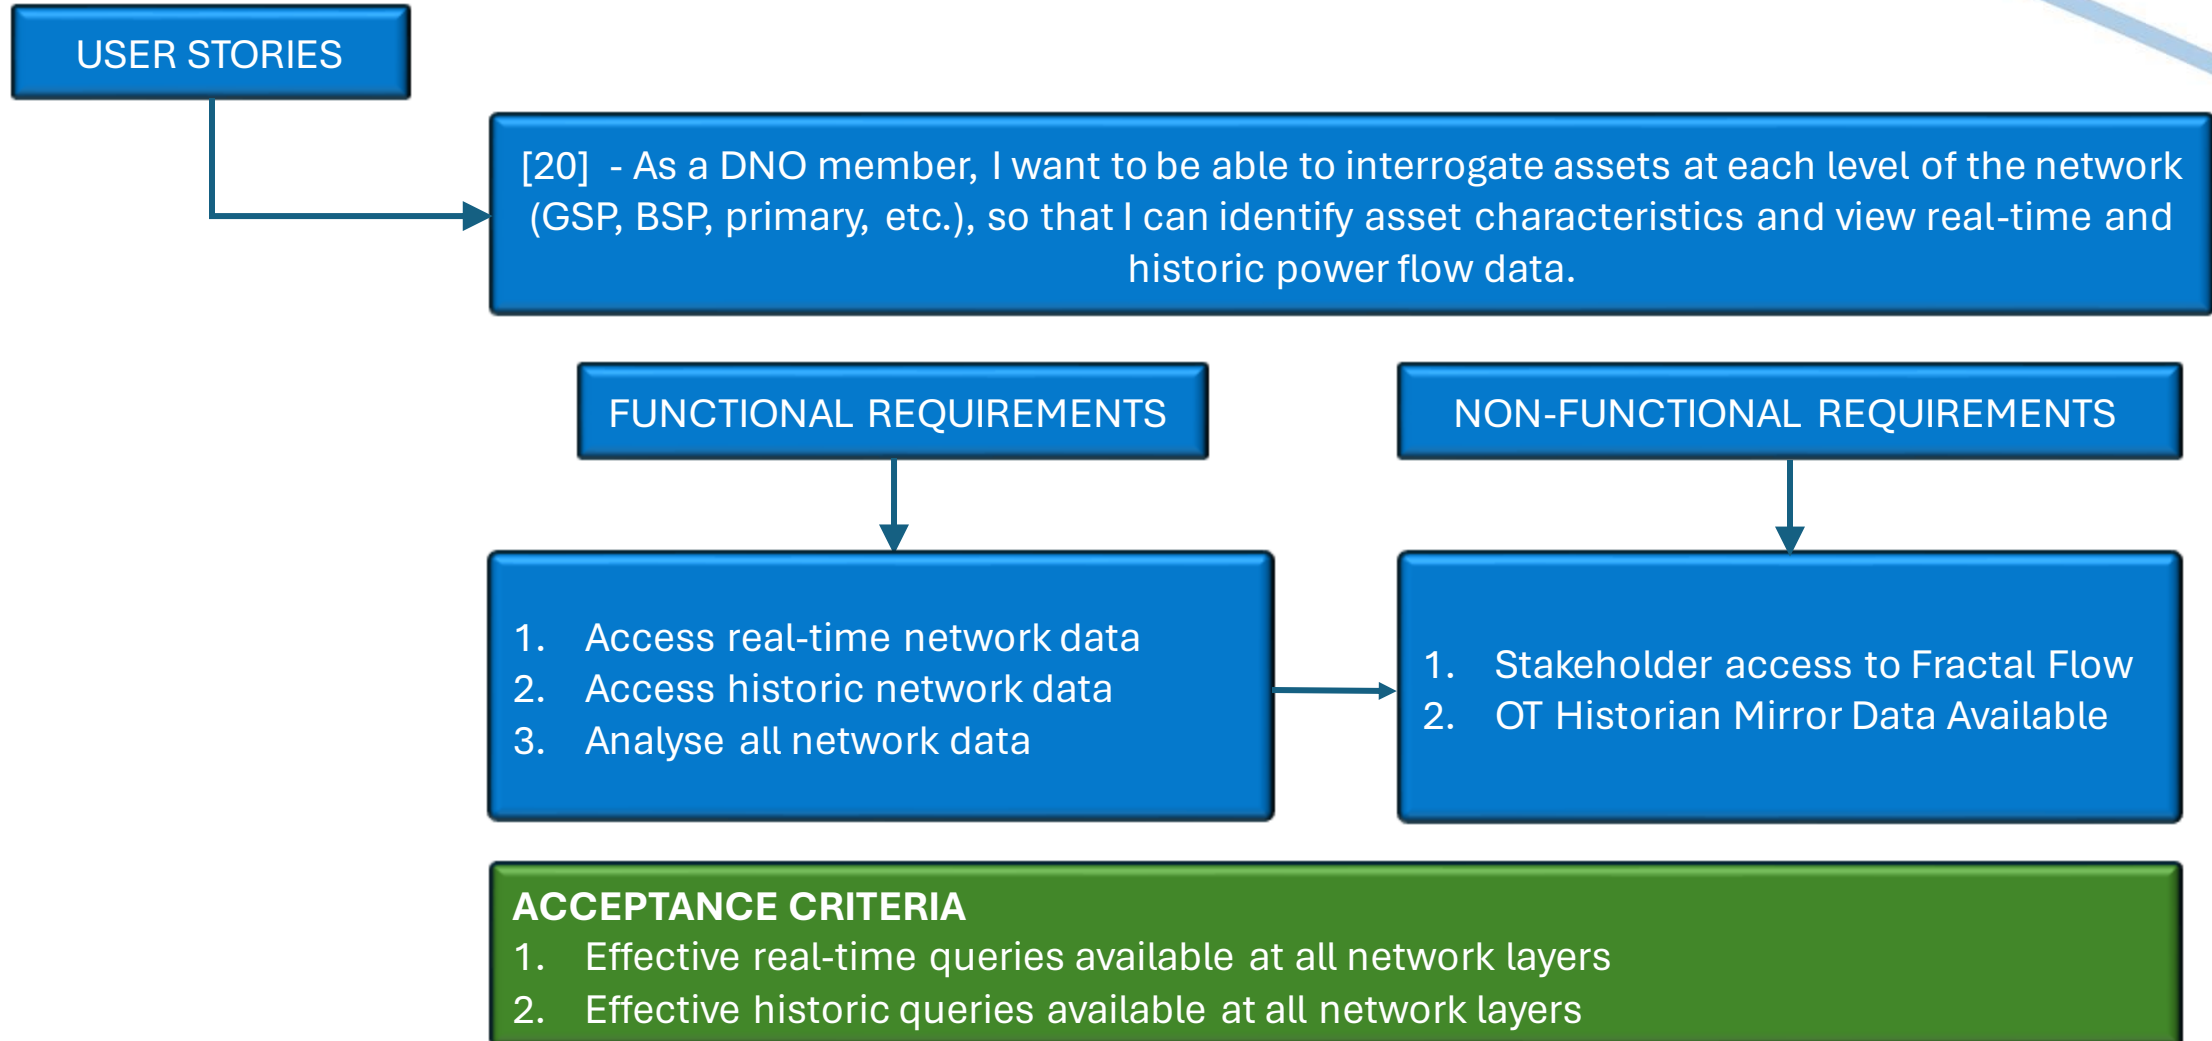 USER STORIES
[20] - As a DNO member, I want to be able to interrogate assets at each level of the network
(GSP, BSP, primary, etc.), so that I can identify asset characteristics and view real-time and
historic power flow data.
FUNCTIONAL REQUIREMENTS
NON-FUNCTIONAL REQUIREMENTS
1. Access real-time network data
2. Access historic network data
3. Analyse all network data
1. Stakeholder access to Fractal Flow
2. OT Historian Mirror Data Available
ACCEPTANCE CRITERIA
1. Effective real-time queries available at all network layers
2. Effective historic queries available at all network layers